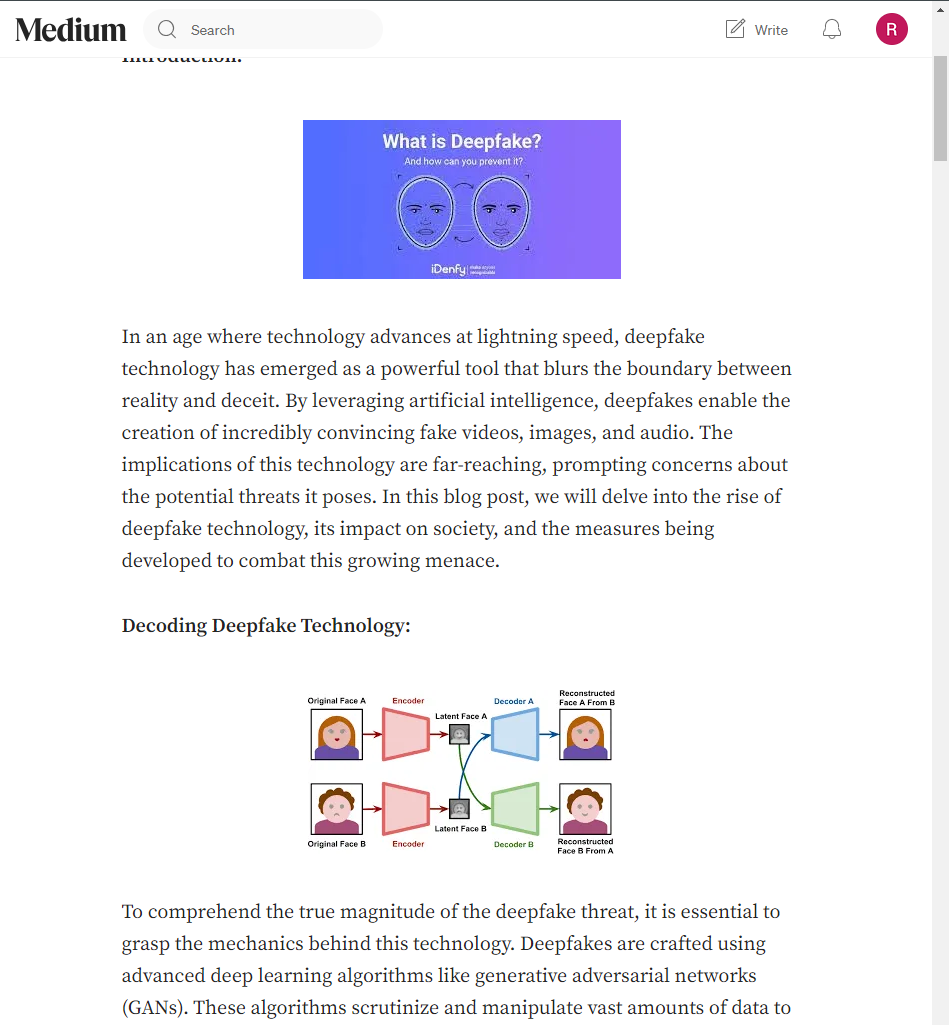 Medium
Search
Write
R
Introduction:
What is Deepfake?
And how can you prevent it?
iDenfy
make anyone
recognizable
In an age where technology advances at lightning speed, deepfake
technology has emerged as a powerful tool that blurs the boundary between
reality and deceit. By leveraging artificial intelligence, deepfakes enable the
creation of incredibly convincing fake videos, images, and audio. The
implications of this technology are far-reaching, prompting concerns about
the potential threats it poses. In this blog post, we will delve into the rise of
deepfake technology, its impact on society, and the measures being
developed to combat this growing menace.
Decoding Deepfake Technology:
Original Face A
Encoder
Latent Face A
Decoder A
Reconstructed
Face A From B
Original Face B
Encoder
Latent Face B
Decoder B
Reconstructed
Face B From A
To comprehend the true magnitude of the deepfake threat, it is essential to
grasp the mechanics behind this technology. Deepfakes are crafted using
advanced deep learning algorithms like generative adversarial networks
(GANs). These algorithms scrutinize and manipulate vast amounts of data to